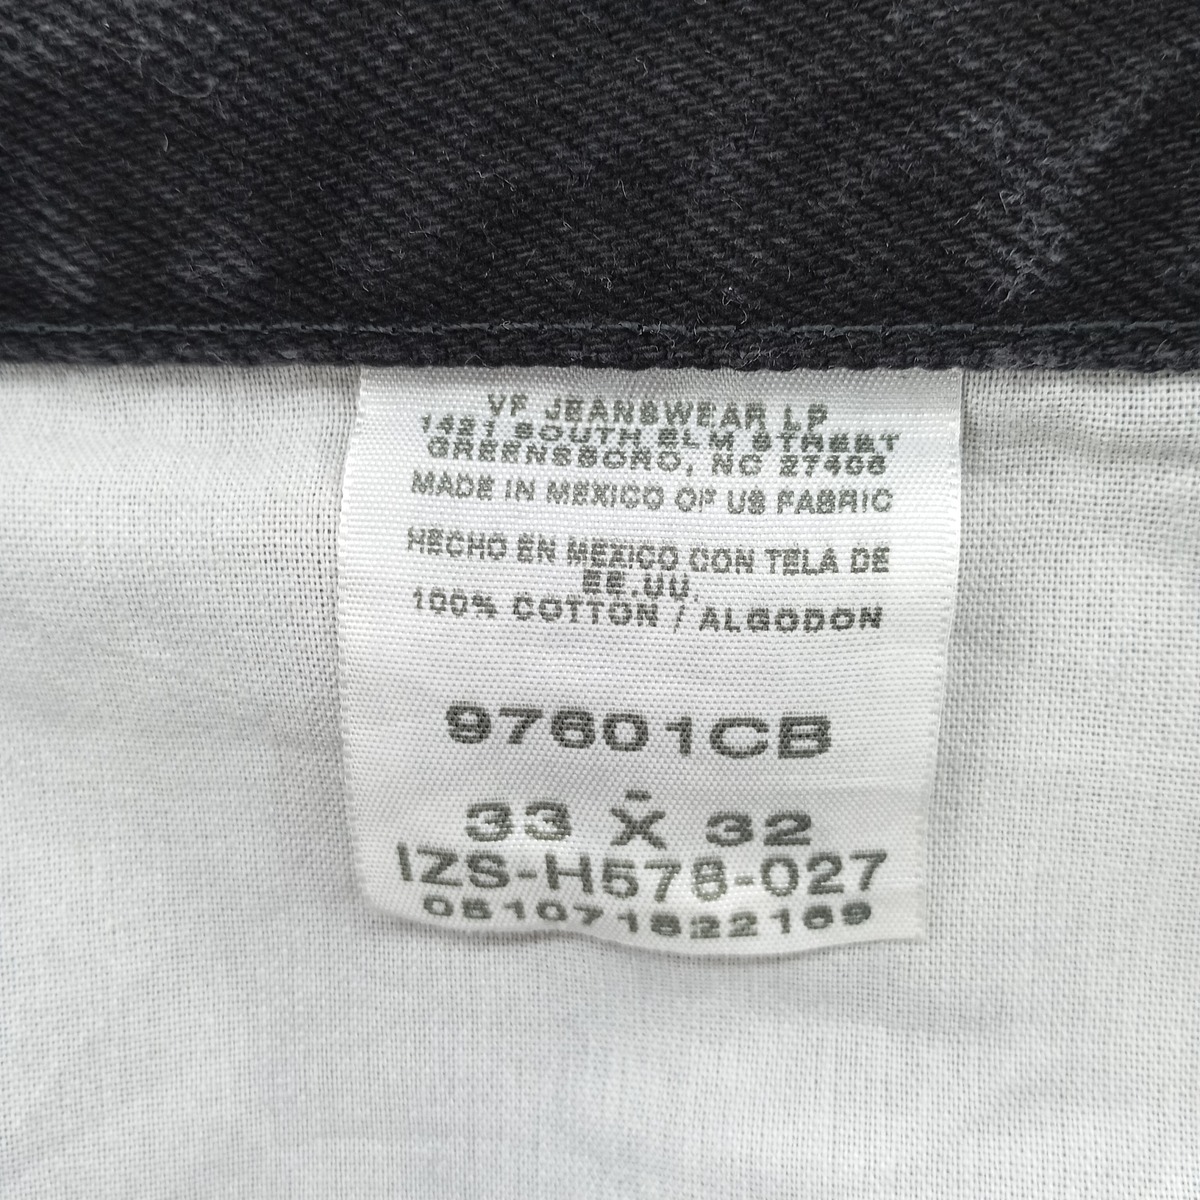 VF JEANSWEAR LP
1421 SOUTH ELM STREET
GREENSBORO, NC 27406
MADE IN MEXICO OF US FABRIC
HECHO EN MEXICO CON TELA DE
EE.UU.
100% COTTON / ALGODON
97601CB
33 X 32
IZS-H578-027